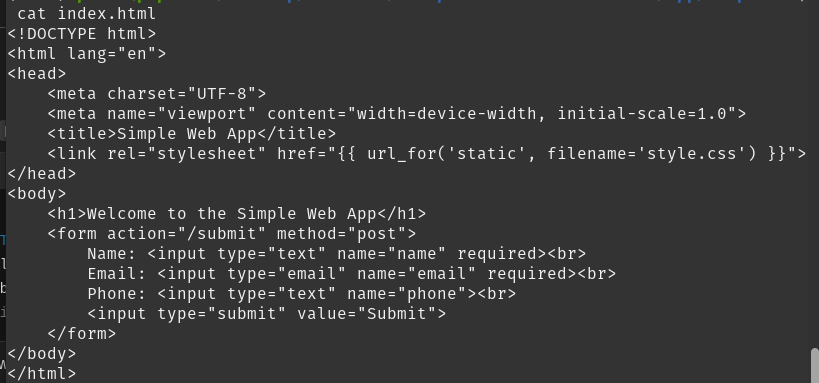 cat index.html
<!DOCTYPE html>
<html lang="en">
<head>
    <meta charset="UTF-8">
    <meta name="viewport" content="width=device-width, initial-scale=1.0">
    <title>Simple Web App</title>
    <link rel="stylesheet" href="{{ url_for('static', filename='style.css') }}">
</head>
<body>
    <h1>Welcome to the Simple Web App</h1>
    <form action="/submit" method="post">
        Name: <input type="text" name="name" required><br>
        Email: <input type="email" name="email" required><br>
        Phone: <input type="text" name="phone"><br>
        <input type="submit" value="Submit">
    </form>
</body>
</html>